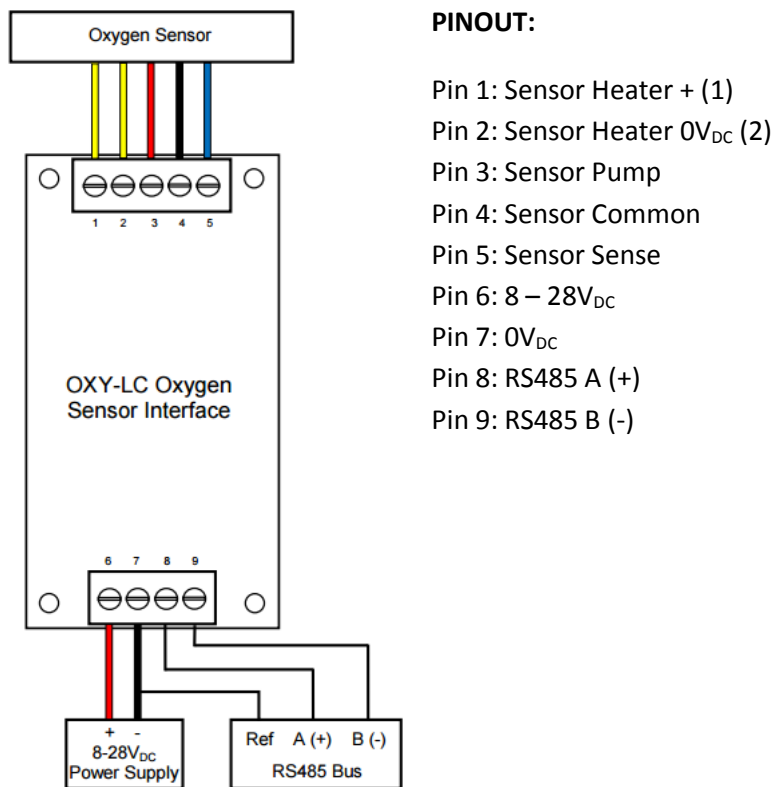 Oxygen Sensor
1 2 3 4 5
OXY-LC Oxygen
Sensor Interface
6 7 8 9
+ -
8-28VDC
Power Supply
Ref A (+) B (-)
RS485 Bus
PINOUT:
Pin 1: Sensor Heater + (1)
Pin 2: Sensor Heater 0VDC (2)
Pin 3: Sensor Pump
Pin 4: Sensor Common
Pin 5: Sensor Sense
Pin 6: 8 – 28VDC
Pin 7: 0VDC
Pin 8: RS485 A (+)
Pin 9: RS485 B (-)